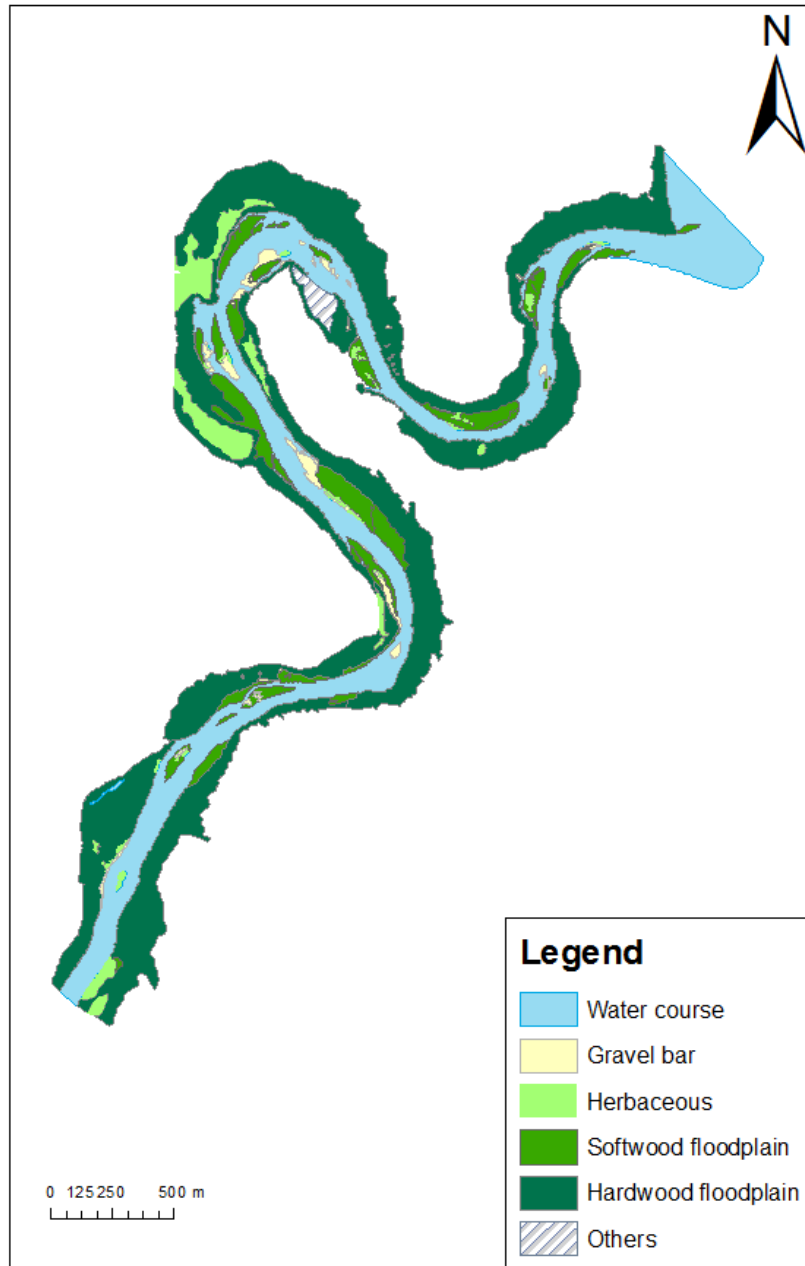 N
Legend
Water course
Gravel bar
Herbaceous
Softwood floodplain
Hardwood floodplain
Others
0 125 250 500 m